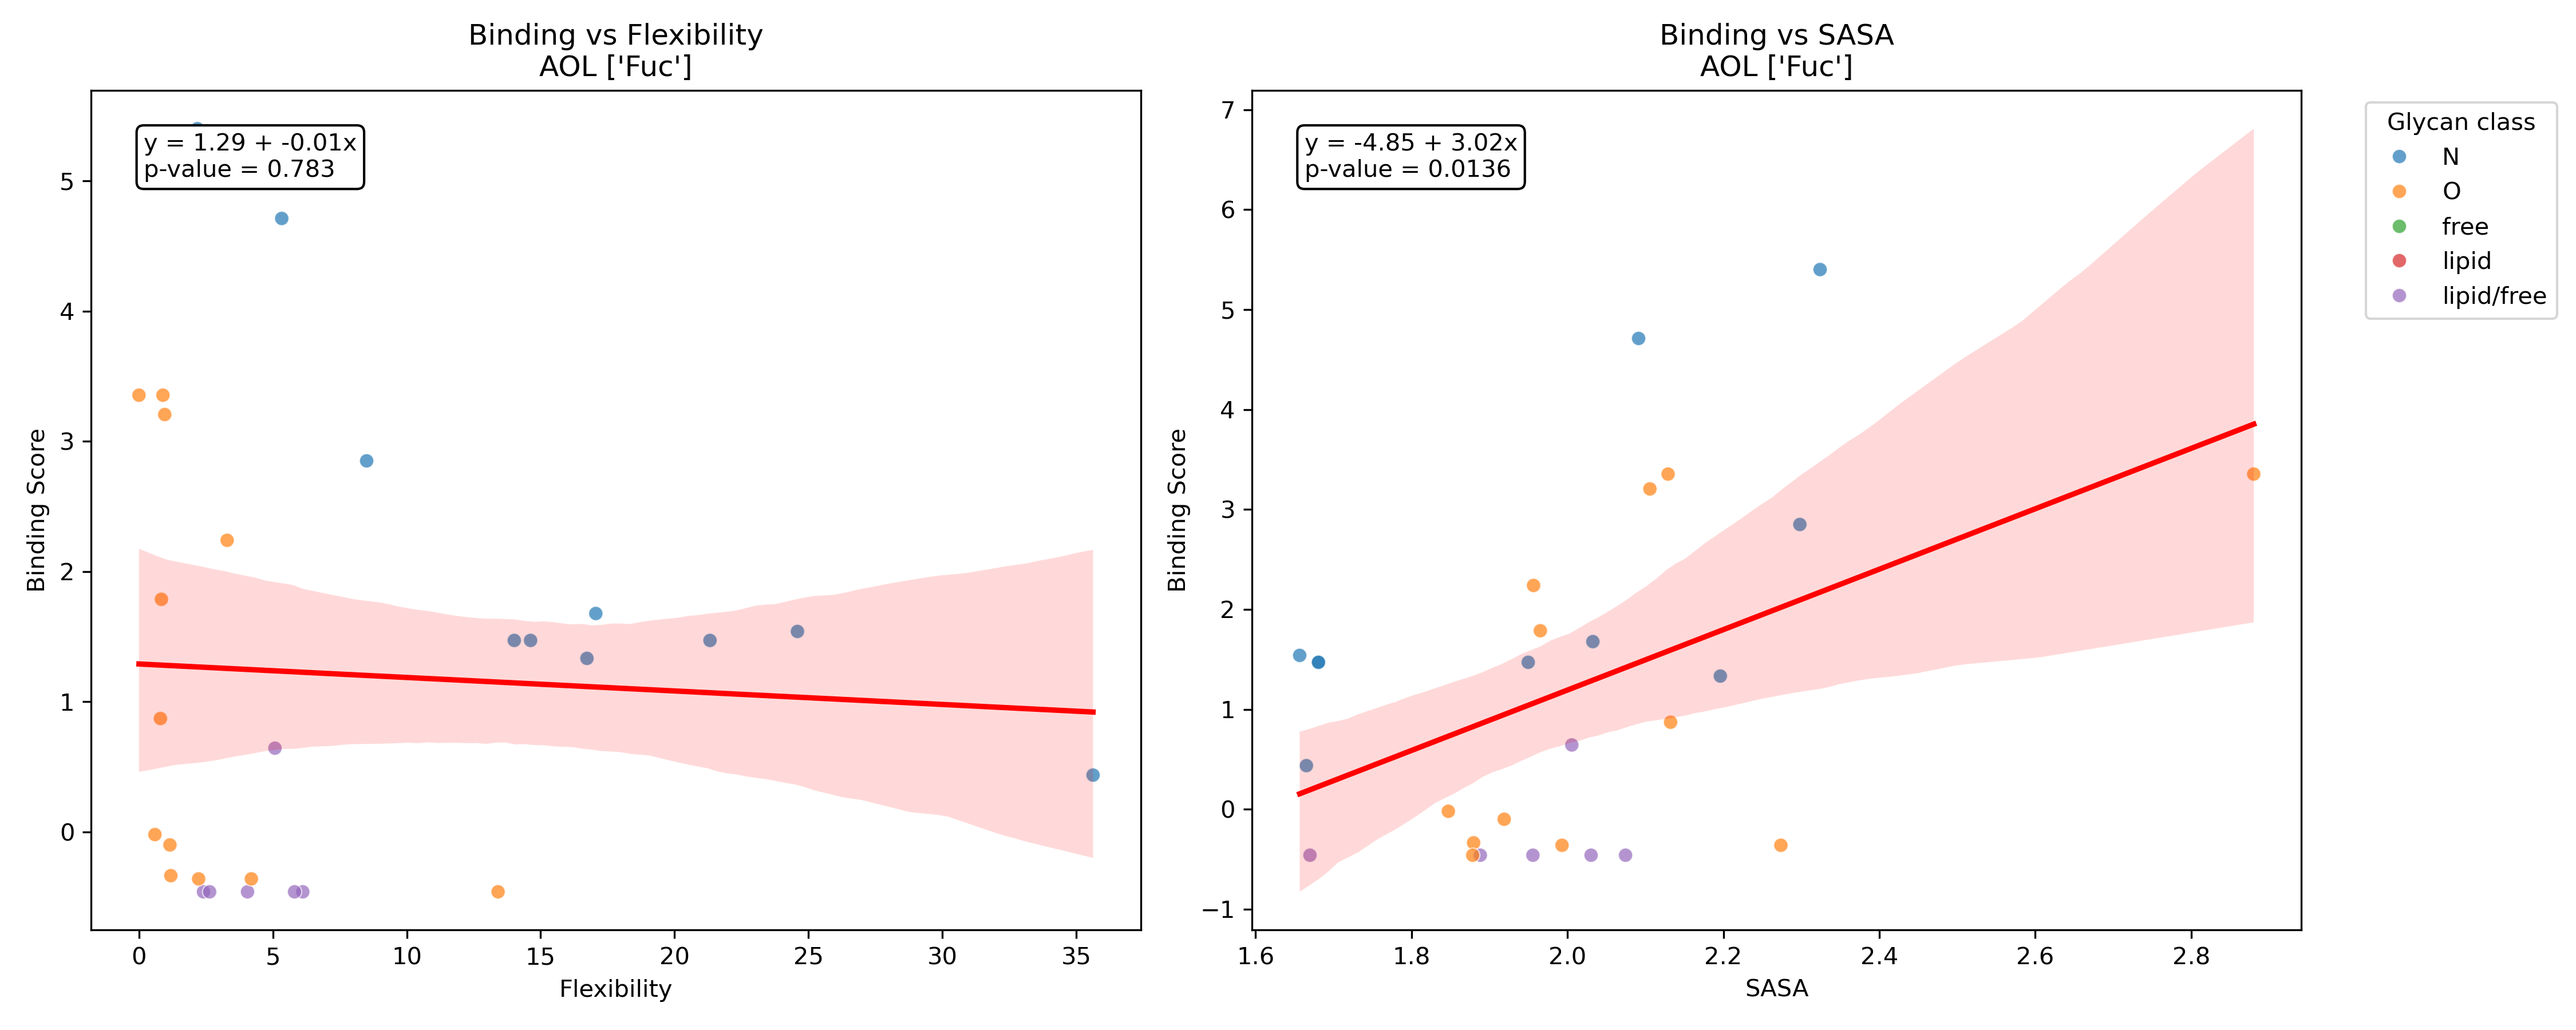 Binding vs Flexibility
AOL ['Fuc']
y = 1.29 + -0.01x
p-value = 0.783
Binding Score
5
4
3
2
1
0
0 5 10 15 20 25 30 35
Flexibility
Binding vs SASA
AOL ['Fuc']
y = -4.85 + 3.02x
p-value = 0.0136
Binding Score
7
6
5
4
3
2
1
0
−1
1.6 1.8 2.0 2.2 2.4 2.6 2.8
SASA
Glycan class
N
O
free
lipid
lipid/free